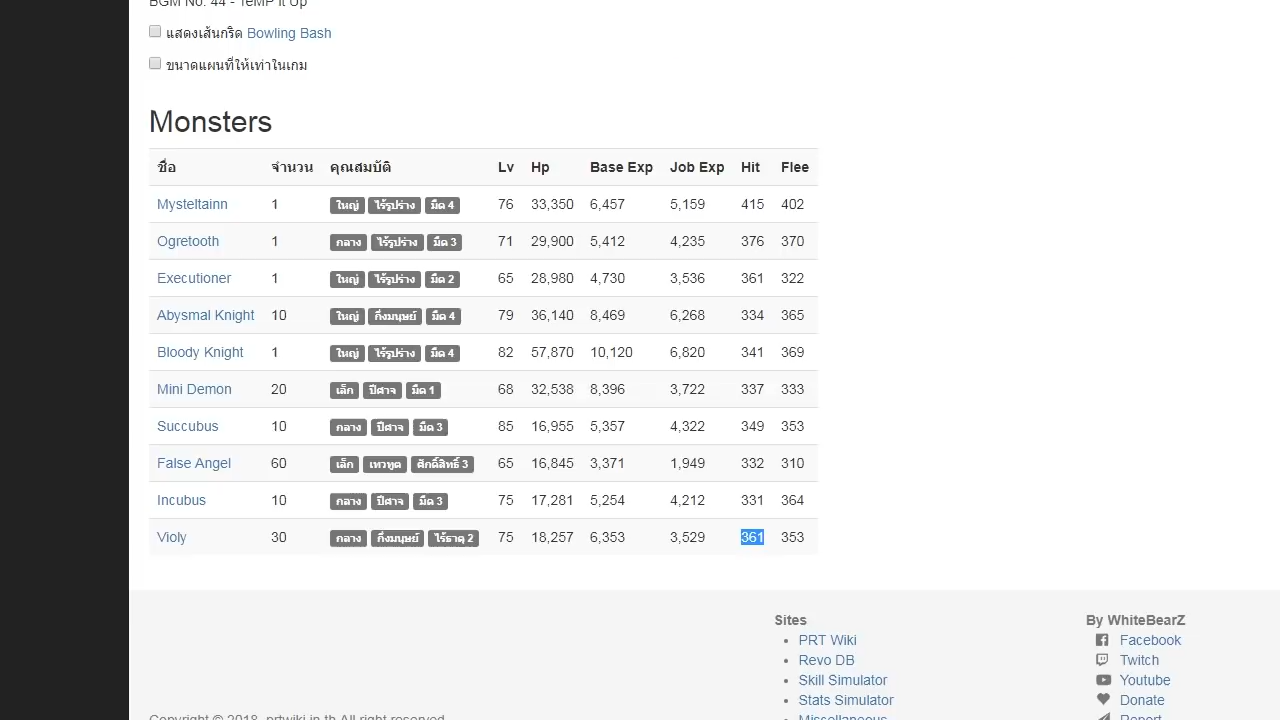 BGM No. 44 - TeMP It Up
แสดงเส้นกริด Bowling Bash
ขนาดแผนที่ให้เท่าในเกม
Monsters
ชื่อ จำนวน คุณสมบัติ Lv Hp Base Exp Job Exp Hit Flee
Mysteltainn 1 ใหญ่ ไร้รูปร่าง มืด 4 76 33,350 6,457 5,159 415 402
Ogretooth 1 กลาง ไร้รูปร่าง มืด 3 71 29,900 5,412 4,235 376 370
Executioner 1 ใหญ่ ไร้รูปร่าง มืด 2 65 28,980 4,730 3,536 361 322
Abysmal Knight 10 ใหญ่ กึ่งมนุษย์ มืด 4 79 36,140 8,469 6,268 334 365
Bloody Knight 1 ใหญ่ ไร้รูปร่าง มืด 4 82 57,870 10,120 6,820 341 369
Mini Demon 20 เล็ก ปีศาจ มืด 1 68 32,538 8,396 3,722 337 333
Succubus 10 กลาง ปีศาจ มืด 3 85 16,955 5,357 4,322 349 353
False Angel 60 เล็ก เทวทูต ศักดิ์สิทธิ์ 3 65 16,845 3,371 1,949 332 310
Incubus 10 กลาง ปีศาจ มืด 3 75 17,281 5,254 4,212 331 364
Violy 30 กลาง กึ่งมนุษย์ ไร้ธาตุ 2 75 18,257 6,353 3,529 361 353
Sites
PRT Wiki
Revo DB
Skill Simulator
Stats Simulator
Miscellaneous
By WhiteBearZ
Facebook
Twitch
Youtube
Donate
Report
Copyright © 2018, prtwiki.in.th All right reserved